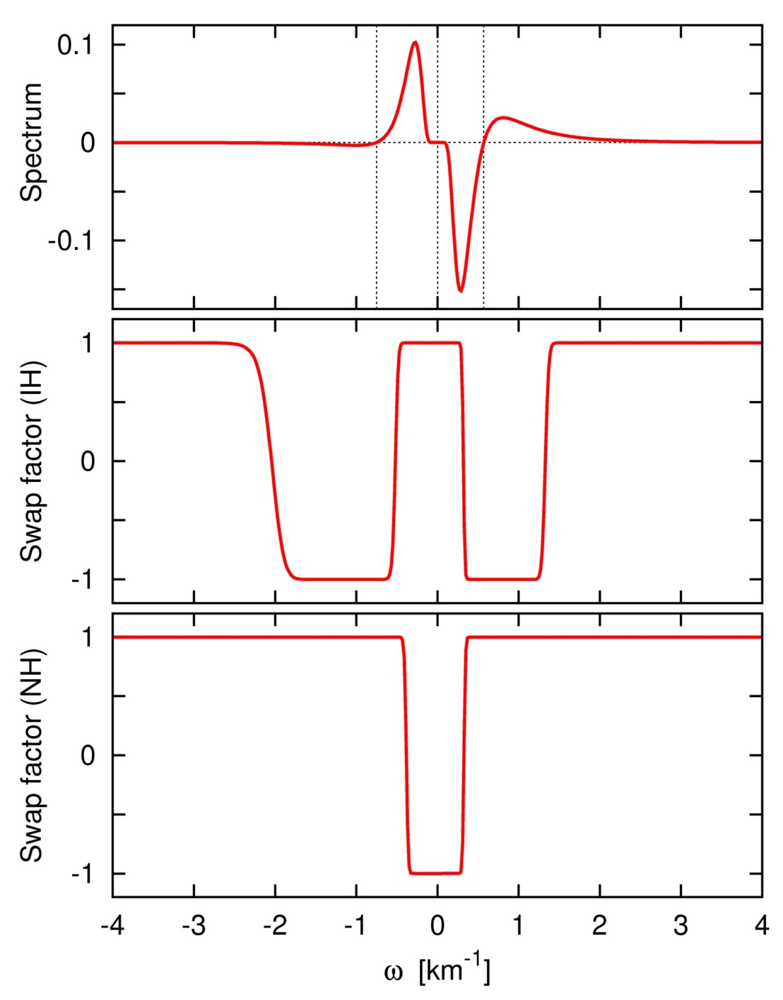 Spectrum
0.1
0
-0.1
Swap factor (IH)
1
0
-1
Swap factor (NH)
1
0
-1
-4 -3 -2 -1 0 1 2 3 4
ω [km⁻¹]